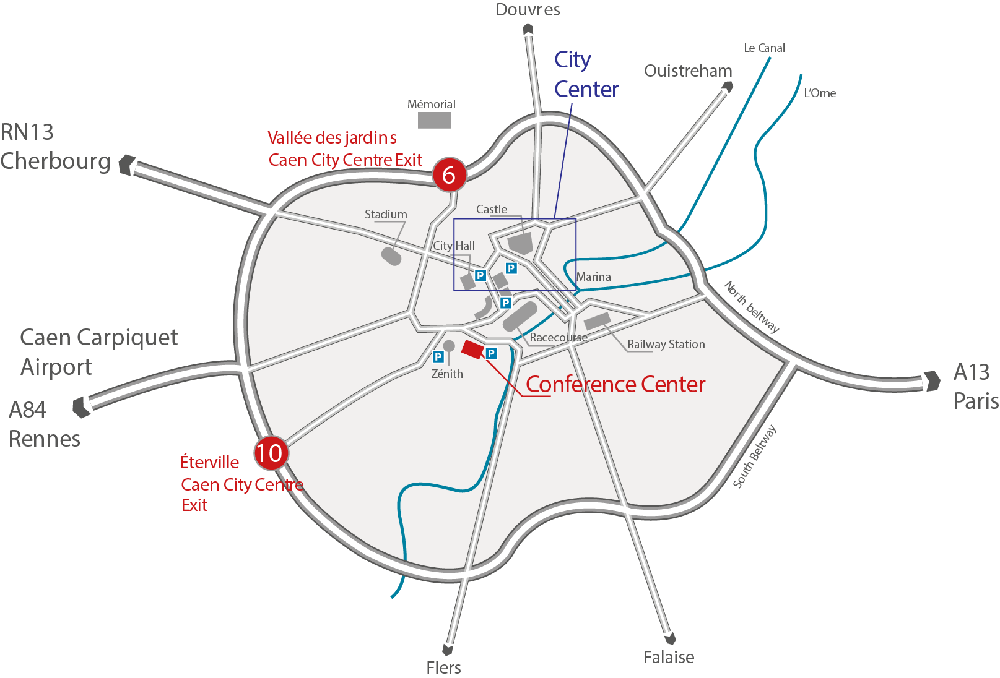 Douvres
Le Canal
City
Center
Ouistreham
L'Orne
Mémorial
RN13
Cherbourg
Vallée des jardins
Caen City Centre Exit
6
Stadium
Castle
City Hall
P
P
Marina
North beltway
P
Caen Carpiquet
Airport
Racecourse
Railway Station
P
P
Zénith
Conference Center
A13
Paris
A84
Rennes
10
Éterville
Caen City Centre
Exit
South Beltway
Falaise
Flers